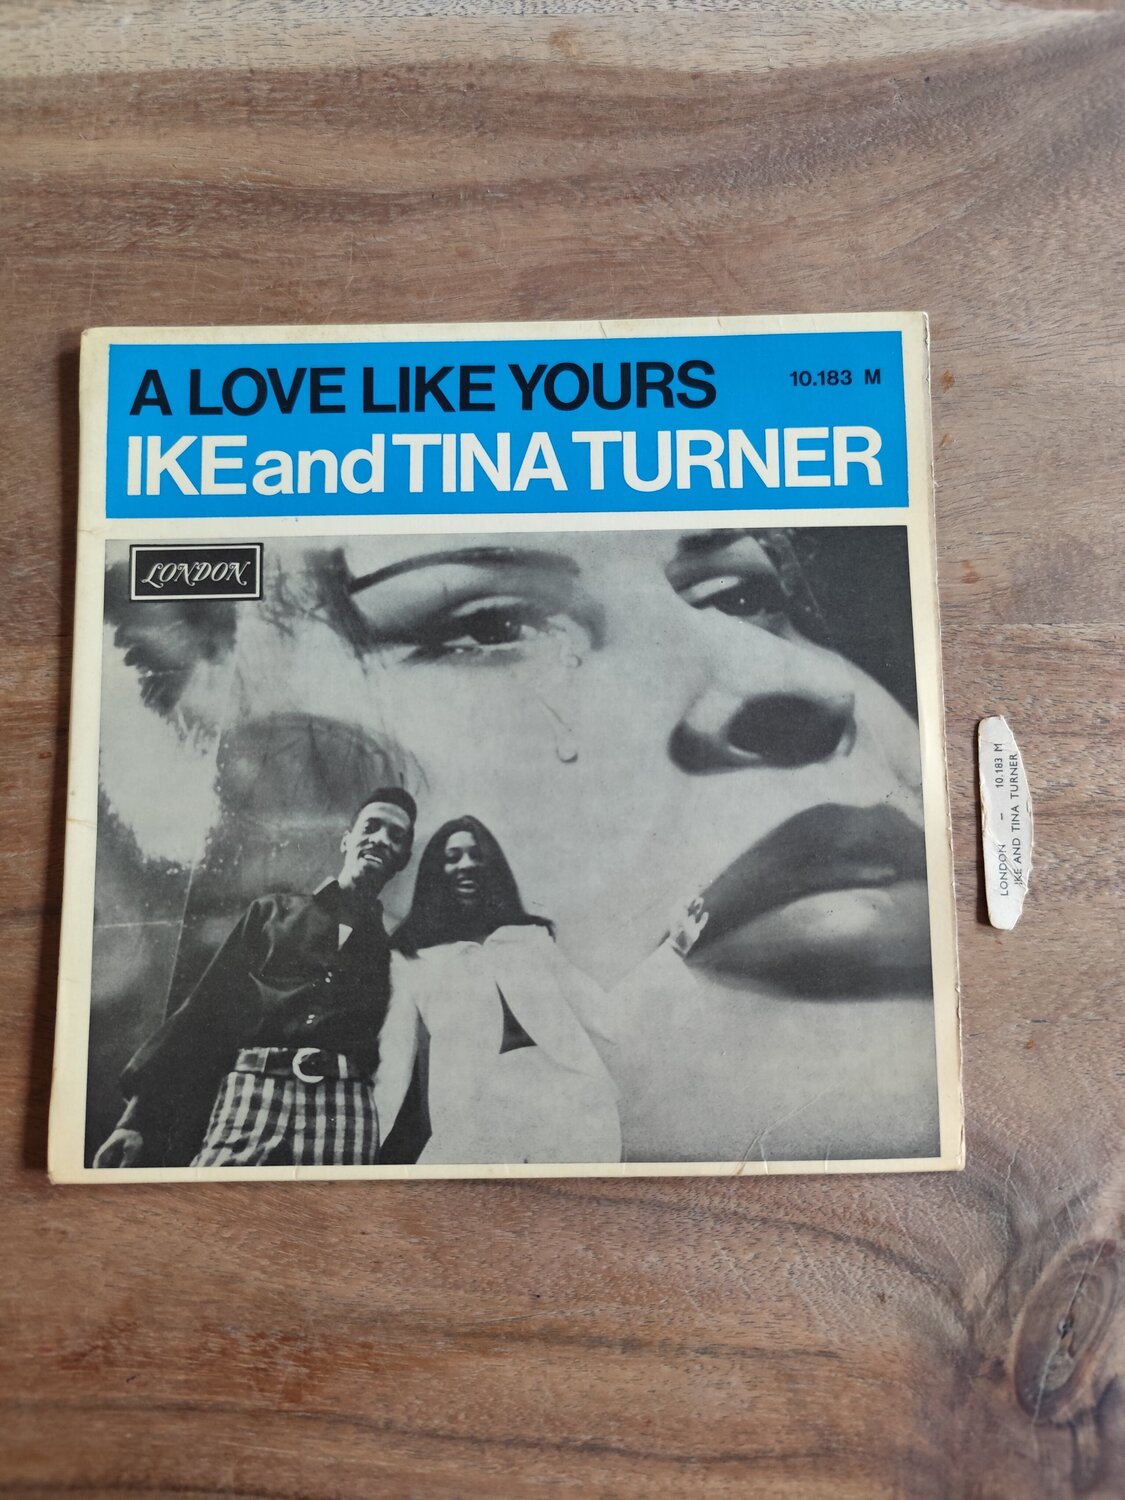 A LOVE LIKE YOURS
10.183 M
IKE and TINA TURNER
LONDON
LONDON – 10.183 M
IKE AND TINA TURNER